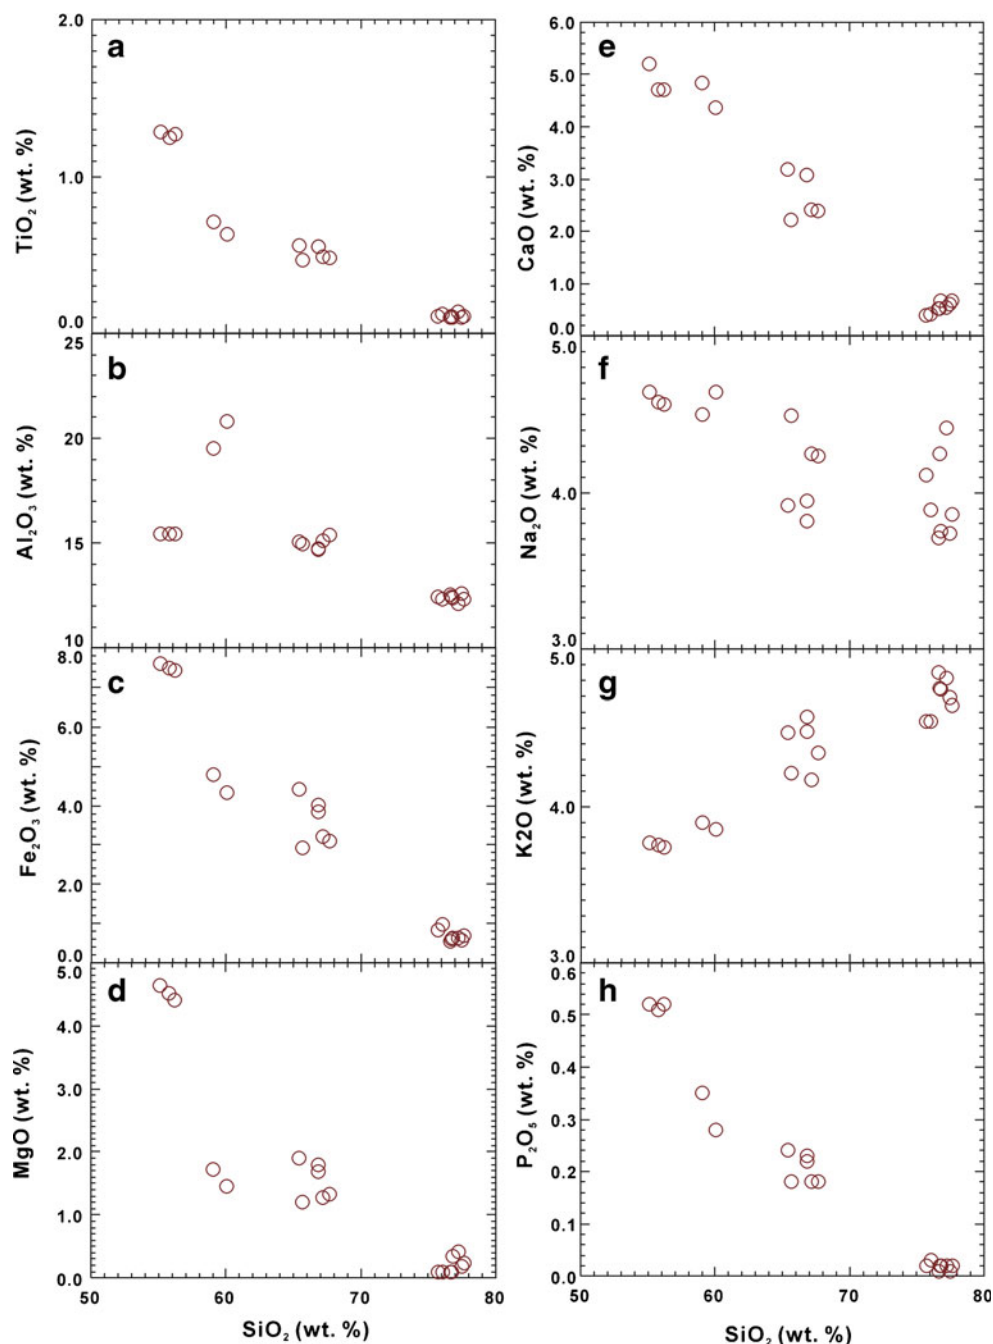 a
2.0
1.0
0.0
TiO2 (wt. %)
b
25
20
15
10
Al2O3 (wt. %)
c
8.0
6.0
4.0
2.0
0.0
Fe2O3 (wt. %)
d
5.0
4.0
3.0
2.0
1.0
0.0
MgO (wt. %)
50 60 70 80
SiO2 (wt. %)
e
6.0
5.0
4.0
3.0
2.0
1.0
0.0
CaO (wt. %)
f
5.0
4.0
3.0
Na2O (wt. %)
g
5.0
4.0
3.0
K2O (wt. %)
h
0.6
0.5
0.4
0.3
0.2
0.1
0.0
P2O5 (wt. %)
50 60 70 80
SiO2 (wt. %)